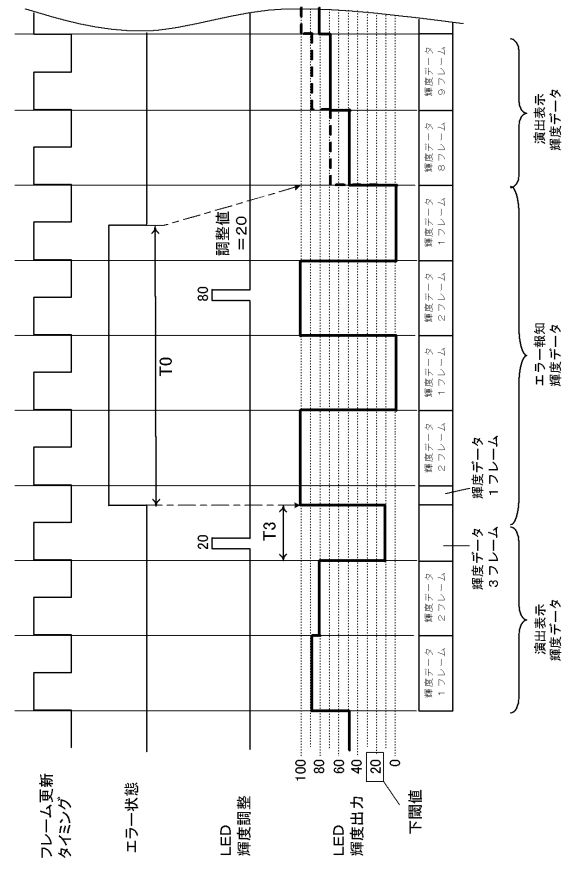 フレーム更新
タイミング
エラー状態
T0
LED
輝度調整
20
80
調整値
＝20
T3
LED
輝度出力
100
80
60
40
20
0
下閾値
輝度データ
1フレーム
輝度データ
2フレーム
輝度データ
3フレーム
輝度データ
1フレーム
輝度データ
2フレーム
輝度データ
1フレーム
輝度データ
2フレーム
輝度データ
1フレーム
輝度データ
8フレーム
輝度データ
9フレーム
演出表示
輝度データ
エラー報知
輝度データ
演出表示
輝度データ